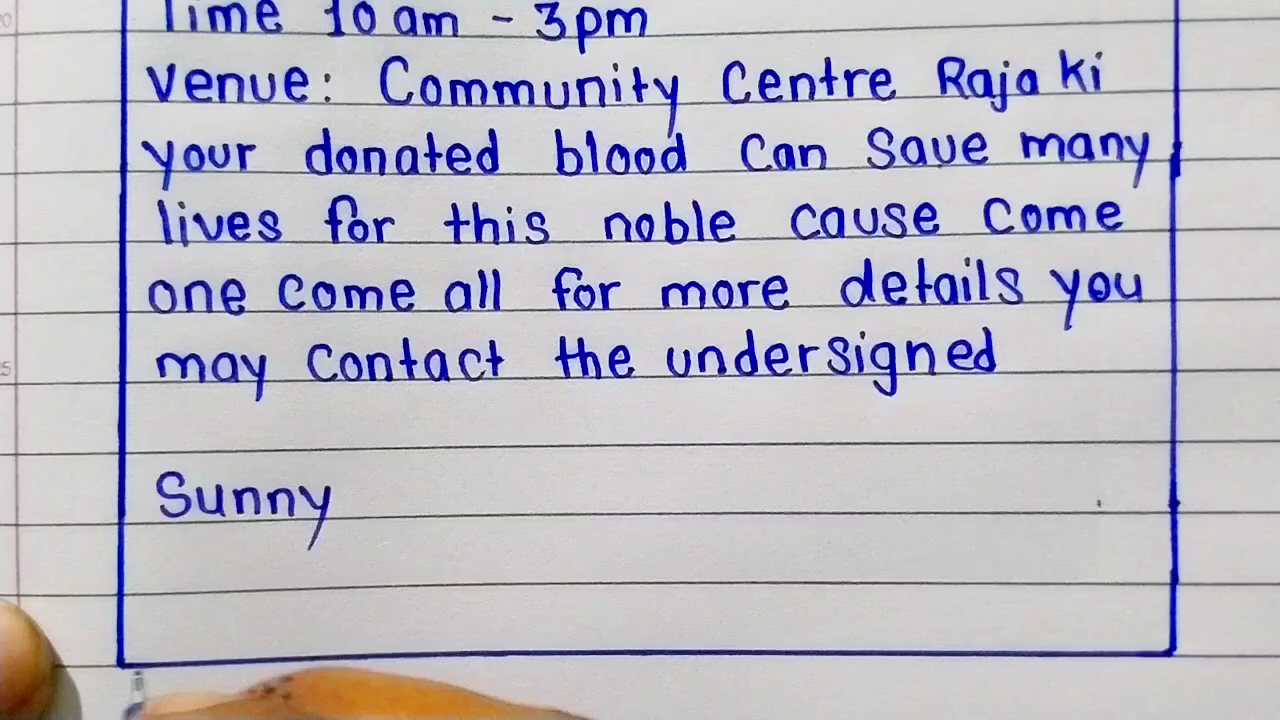 Time 10 am - 3pm
Venue: Community Centre Raja Ki
your donated blood can save many
lives for this noble cause come
one come all for more details you
may contact the undersigned
Sunny